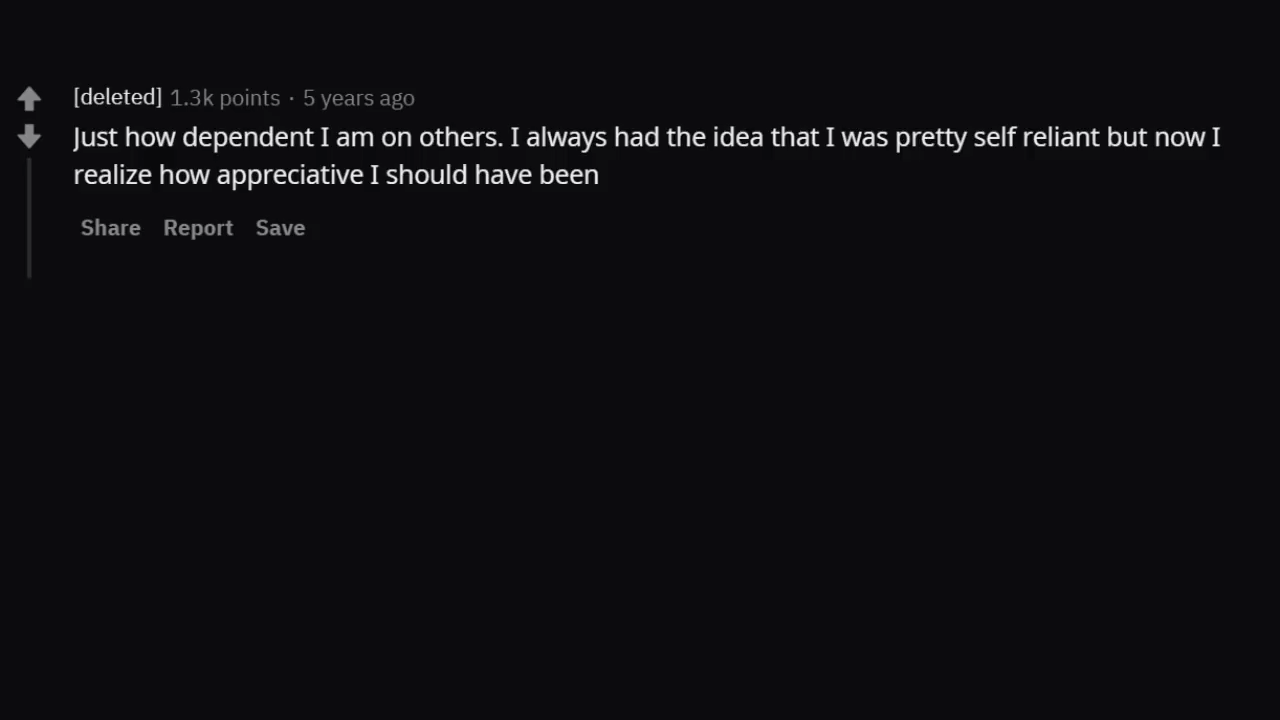 [deleted] 1.3k points · 5 years ago
Just how dependent I am on others. I always had the idea that I was pretty self reliant but now I
realize how appreciative I should have been
Share Report Save